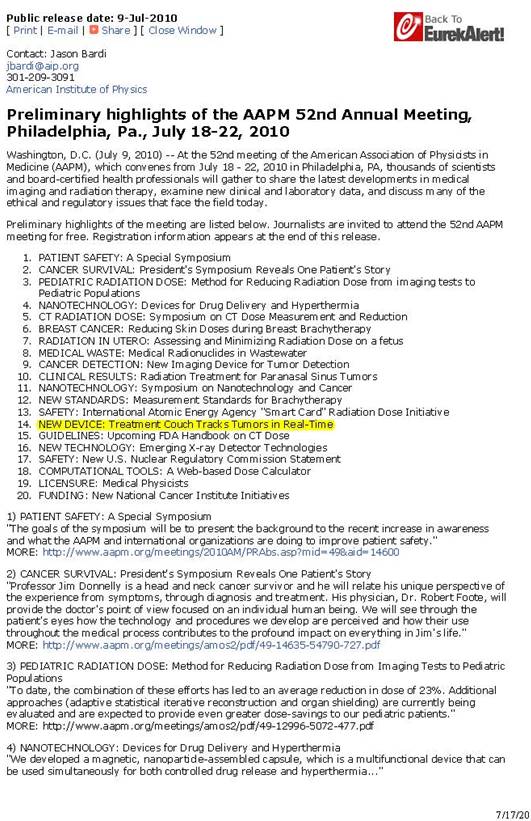 Public release date: 9-Jul-2010
[ Print | E-mail | Share ] [ Close Window ]
Back To
EurekAlert!
Contact: Jason Bardi
jbardi@aip.org
301-209-3091
American Institute of Physics
Preliminary highlights of the AAPM 52nd Annual Meeting,
Philadelphia, Pa., July 18-22, 2010
Washington, D.C. (July 9, 2010) -- At the 52nd meeting of the American Association of Physicists in
Medicine (AAPM), which convenes from July 18 - 22, 2010 in Philadelphia, PA, thousands of scientists
and board-certified health professionals will gather to share the latest developments in medical
imaging and radiation therapy, examine new clinical and laboratory data, and discuss many of the
ethical and regulatory issues that face the field today.
Preliminary highlights of the meeting are listed below. Journalists are invited to attend the 52nd AAPM
meeting for free. Registration information appears at the end of this release.
1. PATIENT SAFETY: A Special Symposium
2. CANCER SURVIVAL: President's Symposium Reveals One Patient's Story
3. PEDIATRIC RADIATION DOSE: Method for Reducing Radiation Dose from imaging tests to
Pediatric Populations
4. NANOTECHNOLOGY: Devices for Drug Delivery and Hyperthermia
5. CT RADIATION DOSE: Symposium on CT Dose Measurement and Reduction
6. BREAST CANCER: Reducing Skin Doses during Breast Brachytherapy
7. RADIATION IN UTERO: Assessing and Minimizing Radiation Dose on a fetus
8. MEDICAL WASTE: Medical Radionuclides in Wastewater
9. CANCER DETECTION: New Imaging Device for Tumor Detection
10. CLINICAL RESULTS: Radiation Treatment for Paranasal Sinus Tumors
11. NANOTECHNOLOGY: Symposium on Nanotechnology and Cancer
12. NEW STANDARDS: Measurement Standards for Brachytherapy
13. SAFETY: International Atomic Energy Agency "Smart Card" Radiation Dose Initiative
14. NEW DEVICE: Treatment Couch Tracks Tumors in Real-Time
15. GUIDELINES: Upcoming FDA Handbook on CT Dose
16. NEW TECHNOLOGY: Emerging X-ray Detector Technologies
17. SAFETY: New U.S. Nuclear Regulatory Commission Statement
18. COMPUTATIONAL TOOLS: A Web-based Dose Calculator
19. LICENSURE: Medical Physicists
20. FUNDING: New National Cancer Institute Initiatives
1) PATIENT SAFETY: A Special Symposium
"The goals of the symposium will be to present the background to the recent increase in awareness
and what the AAPM and international organizations are doing to improve patient safety."
MORE: http://www.aapm.org/meetings/2010AM/PRAbs.asp?mid=49&aid=14600
2) CANCER SURVIVAL: President's Symposium Reveals One Patient's Story
"Professor Jim Donnelly is a head and neck cancer survivor and he will relate his unique perspective of
the experience from symptoms, through diagnosis and treatment. His physician, Dr. Robert Foote, will
provide the doctor's point of view focused on an individual human being. We will see through the
patient's eyes how the technology and procedures we develop are perceived and how their use
throughout the medical process contributes to the profound impact on everything in Jim's life."
MORE: http://www.aapm.org/meetings/amos2/pdf/49-14635-54790-727.pdf
3) PEDIATRIC RADIATION DOSE: Method for Reducing Radiation Dose from Imaging Tests to Pediatric
Populations
"To date, the combination of these efforts has led to an average reduction in dose of 23%. Additional
approaches (adaptive statistical iterative reconstruction and organ shielding) are currently being
evaluated and are expected to provide even greater dose-savings to our pediatric patients."
MORE: http://www.aapm.org/meetings/amos2/pdf/49-12996-5072-477.pdf
4) NANOTECHNOLOGY: Devices for Drug Delivery and Hyperthermia
"We developed a magnetic, nanopartide-assembled capsule, which is a multifunctional device that can
be used simultaneously for both controlled drug release and hyperthermia..."
7/17/20